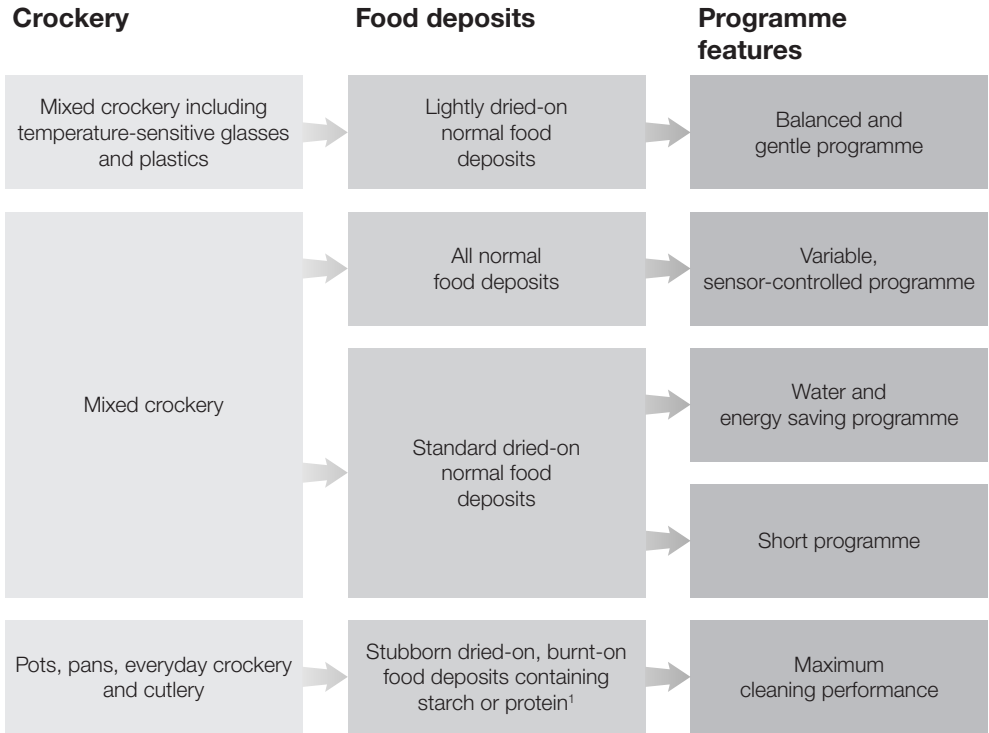 Crockery
Food deposits
Programme
features
Mixed crockery including
temperature-sensitive glasses
and plastics
Lightly dried-on
normal food
deposits
Balanced and
gentle programme
Mixed crockery
All normal
food deposits
Variable,
sensor-controlled programme
Standard dried-on
normal food
deposits
Water and
energy saving programme
Short programme
Pots, pans, everyday crockery
and cutlery
Stubborn dried-on, burnt-on
food deposits containing
starch or protein¹
Maximum
cleaning performance